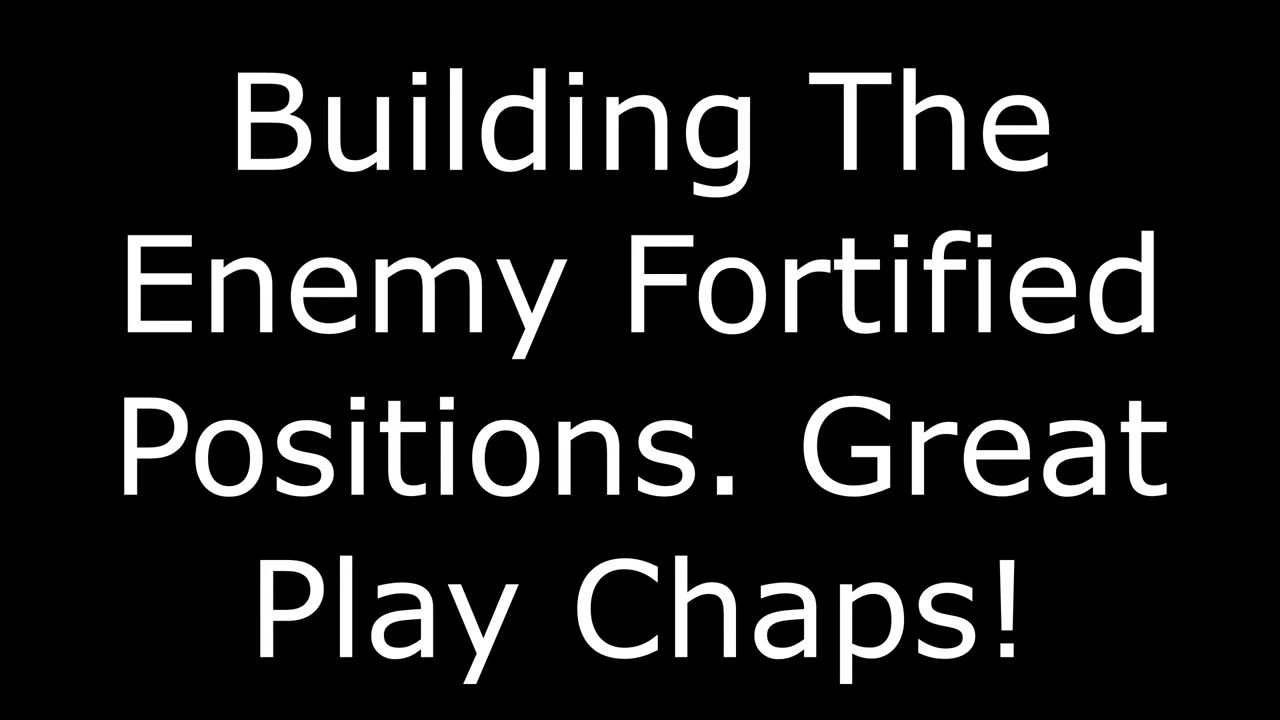 Building The
Enemy Fortified
Positions. Great
Play Chaps!